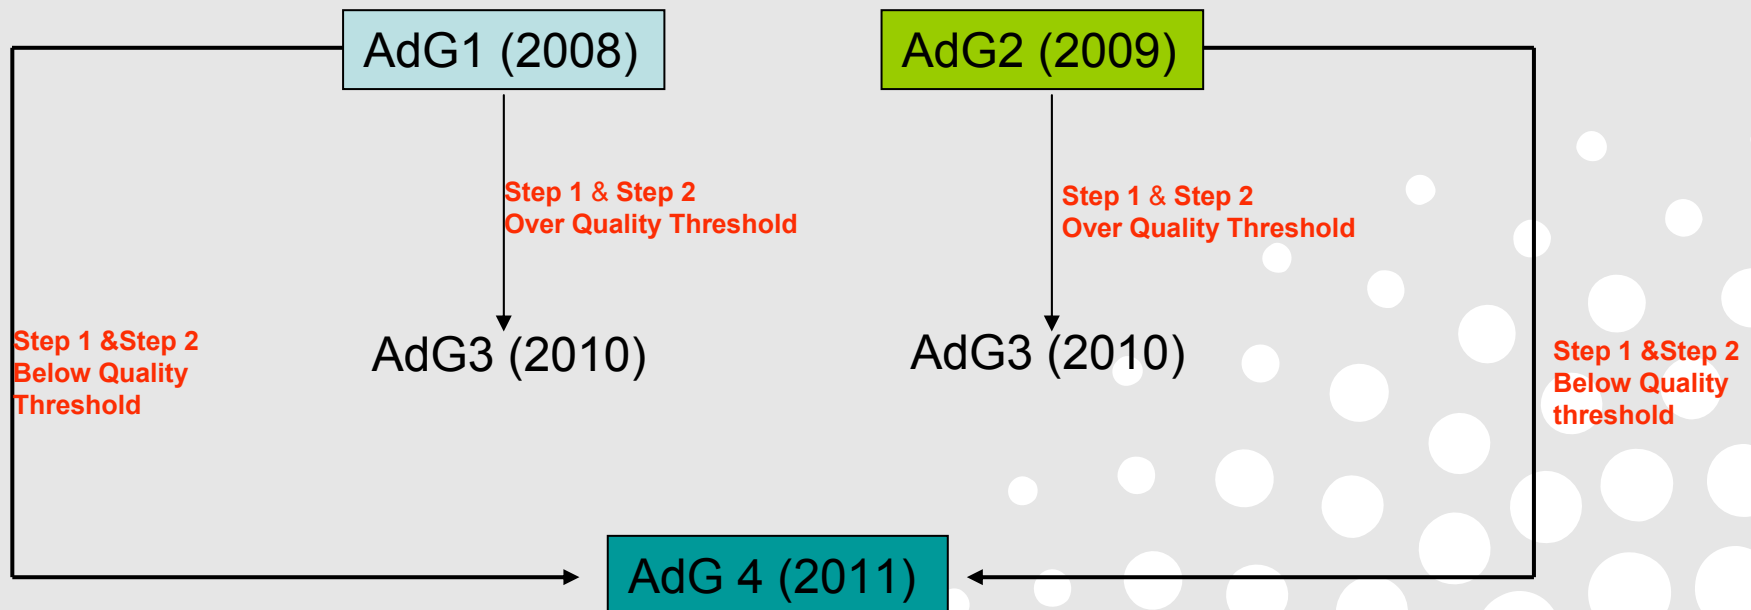 AdG1 (2008)
AdG2 (2009)
Step 1 & Step 2
Over Quality Threshold
Step 1 & Step 2
Over Quality Threshold
Step 1 &Step 2
Below Quality
Threshold
AdG3 (2010)
AdG3 (2010)
Step 1 &Step 2
Below Quality
threshold
AdG 4 (2011)